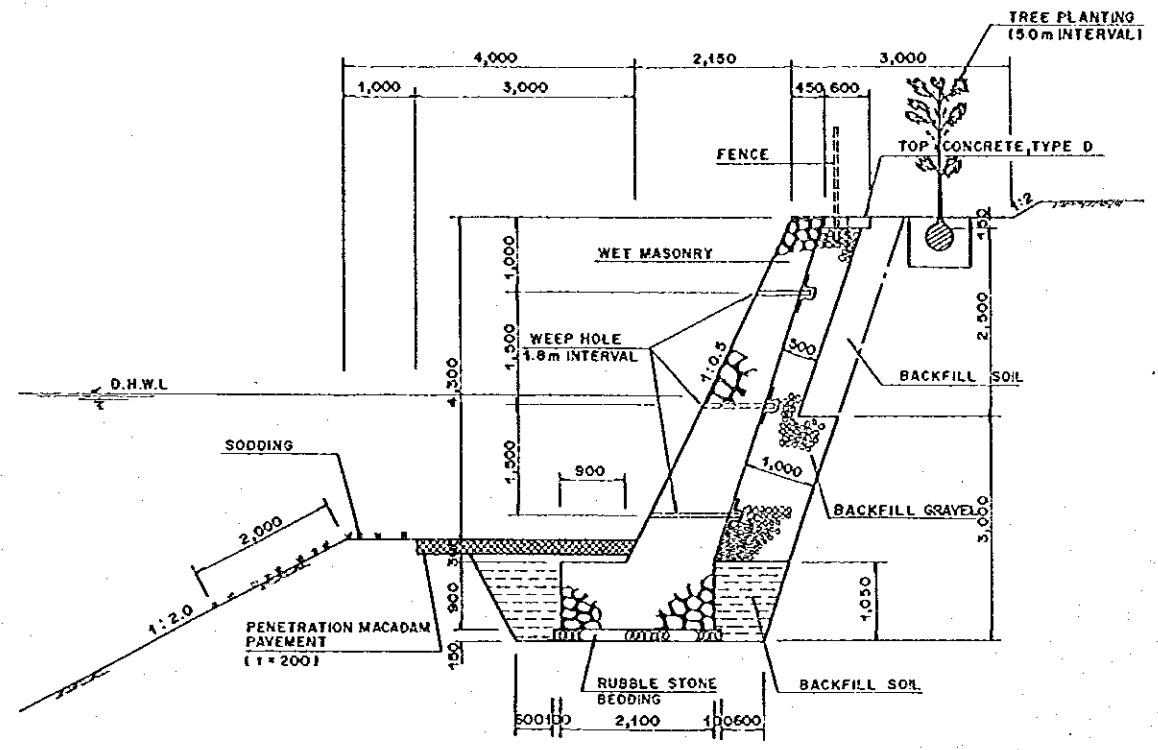 TREE PLANTING
(50m INTERVAL)
4,000
2,150
3,000
1,000
3,000
450
600
FENCE
TOP CONCRETE, TYPE D
1:2
150
WET MASONRY
1,000
2,500
WEEP HOLE
1.8m INTERVAL
1,500
1:0.5
500
BACKFILL SOIL
D.H.W.L
4,300
SODDING
900
1,500
1,000
BACKFILL GRAVEL
3,000
2,000
1:2.0
900
1,050
PENETRATION MACADAM
PAVEMENT
(t=200)
150
RUBBLE STONE
BEDDING
BACKFILL SOIL
600
100
2,100
100
600